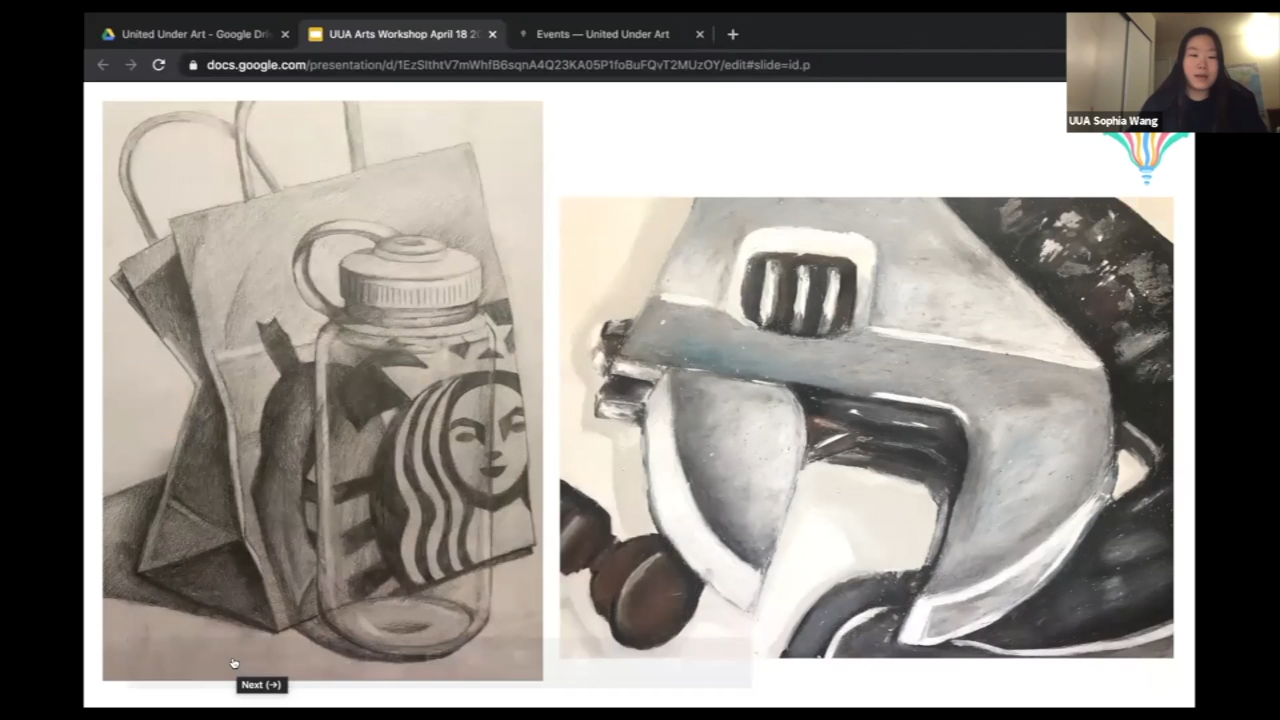 United Under Art - Google Dri
UUA Arts Workshop April 18 20
Events — United Under Art
docs.google.com/presentation/d/1EzSIthtV7mWhfB6sqnA4Q23KA05P1foBuFQvT2MUzOY/edit#slide=id.p
UUA Sophia Wang
Next (→)